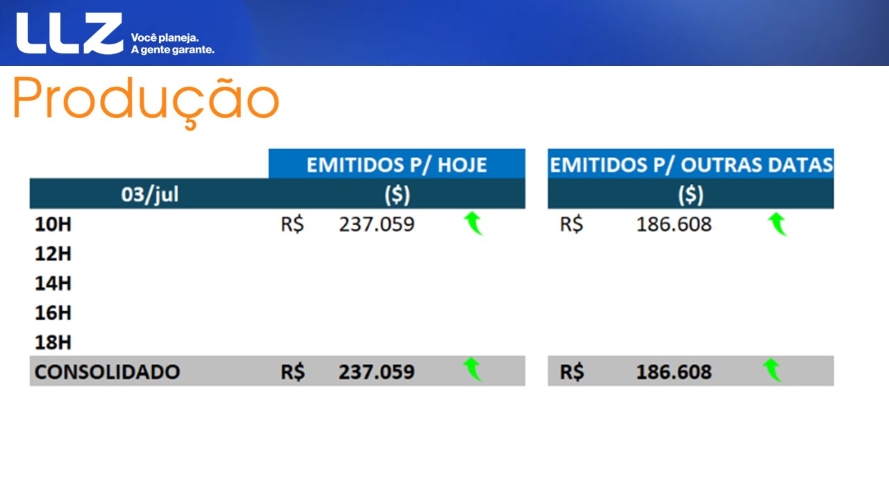 LLZ
Você planeja.
A gente garante.
Produção
EMITIDOS P/ HOJE EMITIDOS P/ OUTRAS DATAS
03/jul ($) ($)
10H R$ 237.059 R$ 186.608
12H
14H
16H
18H
CONSOLIDADO R$ 237.059 R$ 186.608